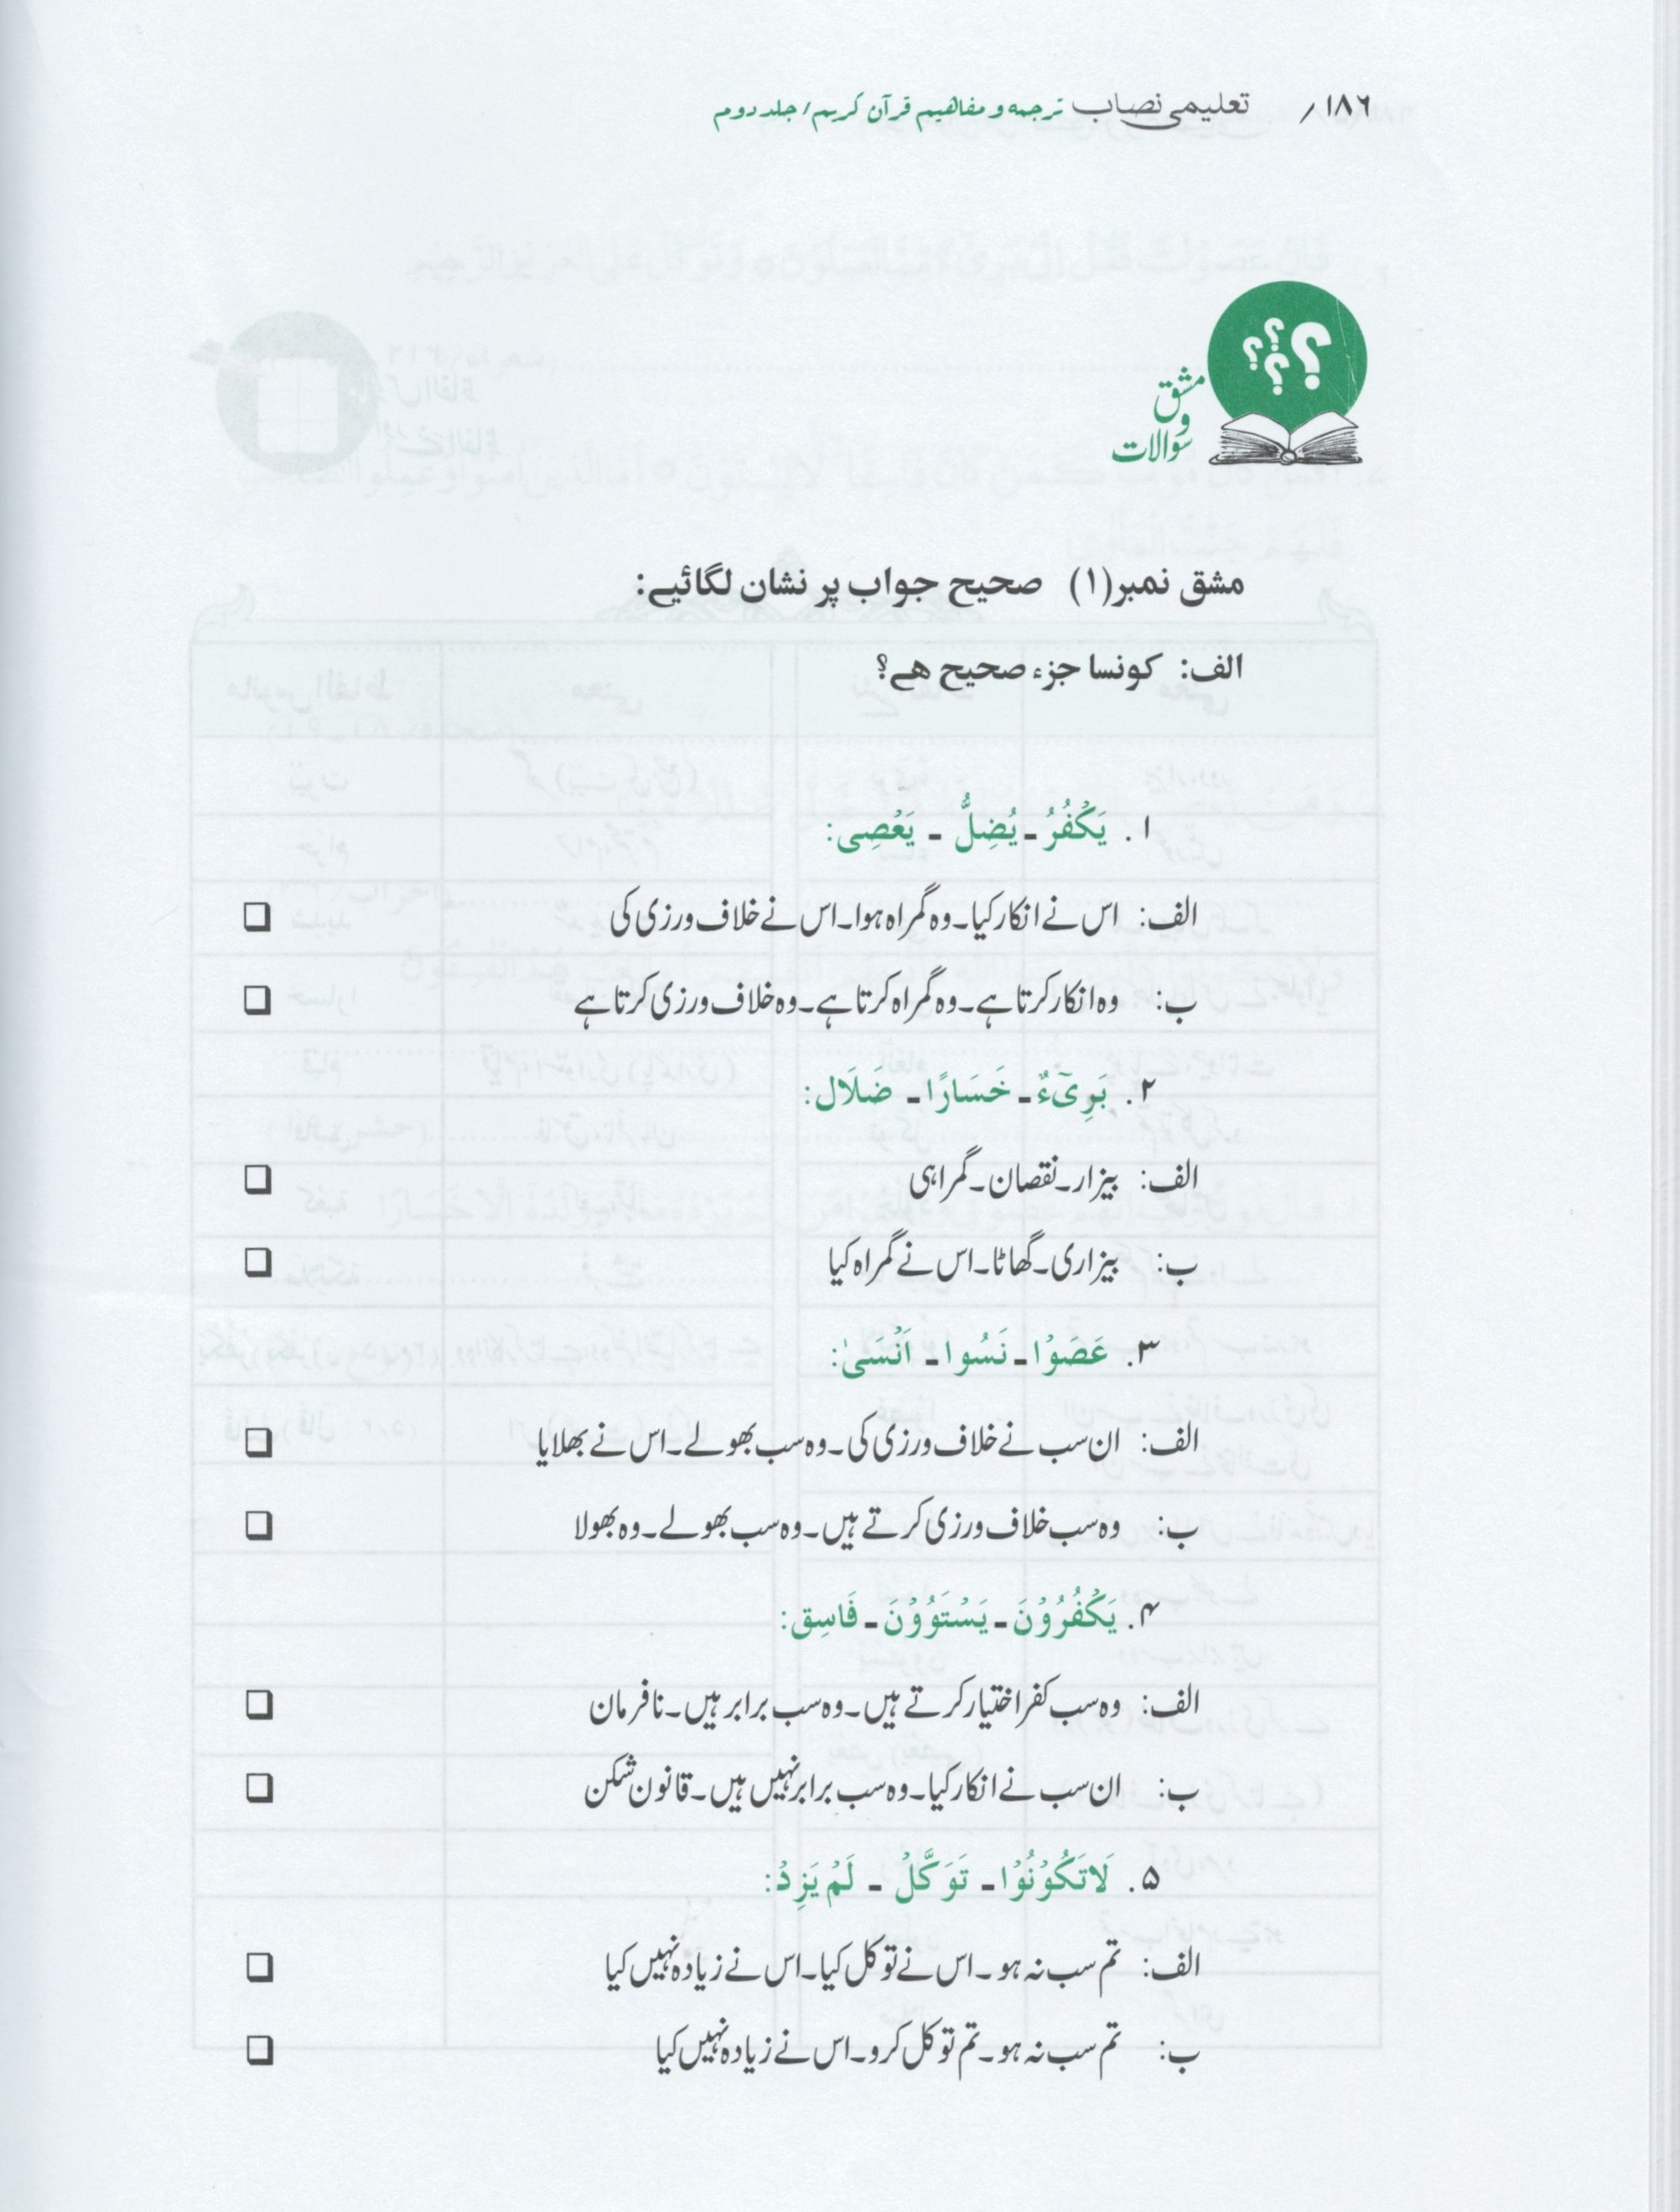 ۱۸۶ / تعلیمی نصاب ترجمه و مفاهیم قرآن کریم / جلد دوم
؟؟؟؟
مشق
و
سوالات
مشق نمبر(۱) صحیح جواب پر نشان لگائیے:
الف: کونسا جزء صحیح هے؟
۱. یَکْفُرُ ـ یُضِلُّ ـ یَعْصِی:
الف: اس نے انکار کیا۔وہ گمراہ ہوا۔اس نے خلاف ورزی کی ❑
ب: وہ انکار کرتا ہے۔وہ گمراہ کرتا ہے۔وہ خلاف ورزی کرتا ہے ❑
۲. بَرِیٓءٌ ـ خَسَارًا ـ ضَلَال:
الف: بیزار۔نقصان۔گمراہی ❑
ب: بیزاری۔گھاٹا۔اس نے گمراہ کیا ❑
۳. عَصَوْا ـ نَسُوا ـ اَنْسَیٰ:
الف: ان سب نے خلاف ورزی کی۔وہ سب بھولے۔اس نے بھلایا ❑
ب: وہ سب خلاف ورزی کرتے ہیں۔وہ سب بھولے۔وہ بھولا ❑
۴. یَکْفُرُوْنَ ـ یَسْتَوُوْنَ ـ فَاسِق:
الف: وہ سب کفر اختیار کرتے ہیں۔وہ سب برابر ہیں۔نافرمان ❑
ب: ان سب نے انکار کیا۔وہ سب برابر نہیں ہیں۔قانون شکن ❑
۵. لَاتَکُوْنُوْا ـ تَوَکَّلْ ـ لَمْ یَزِدْ:
الف: تم سب نہ ہو۔اس نے توکل کیا۔اس نے زیادہ نہیں کیا ❑
ب: تم سب نہ ہو۔تم توکل کرو۔اس نے زیادہ نہیں کیا ❑